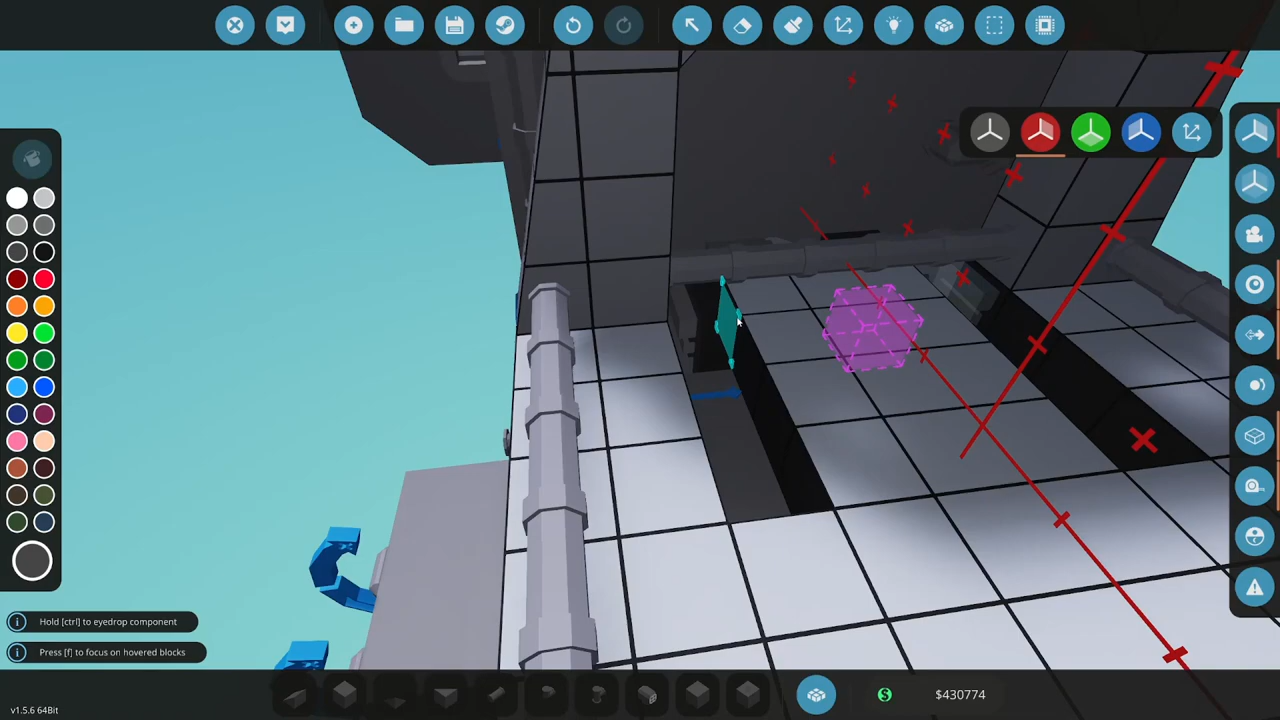 Hold [ctrl] to eyedrop component
Press [f] to focus on hovered blocks
v1.5.6 64Bit
$
$430774